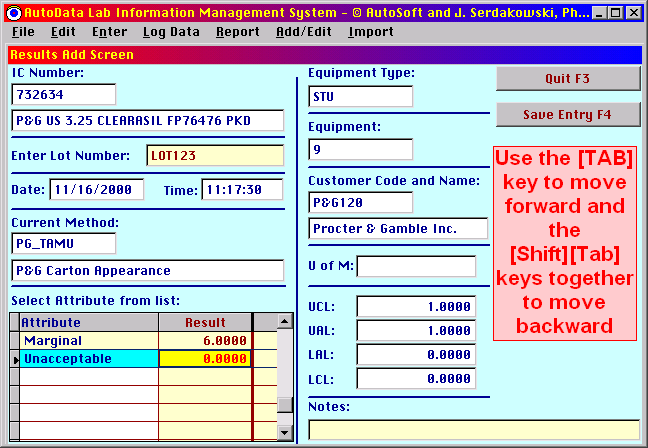 AutoData Lab Information Management System - © AutoSoft and J. Serdakowski, Ph...
File Edit Enter Log Data Report Add/Edit Import
Results Add Screen
IC Number:
732634
P&G US 3.25 CLEARASIL FP76476 PKD
Enter Lot Number: LOT123
Date: 11/16/2000 Time: 11:17:30
Current Method:
PG_TAMU
P&G Carton Appearance
Select Attribute from list:
Attribute Result
Marginal 6.0000
Unacceptable 0.0000
Equipment Type:
STU
Equipment:
9
Customer Code and Name:
P&G120
Procter & Gamble Inc.
U of M:
UCL: 1.0000
UAL: 1.0000
LAL: 0.0000
LCL: 0.0000
Notes:
Quit F3
Save Entry F4
Use the [TAB]
key to move
forward and
the
[Shift][Tab]
keys together
to move
backward